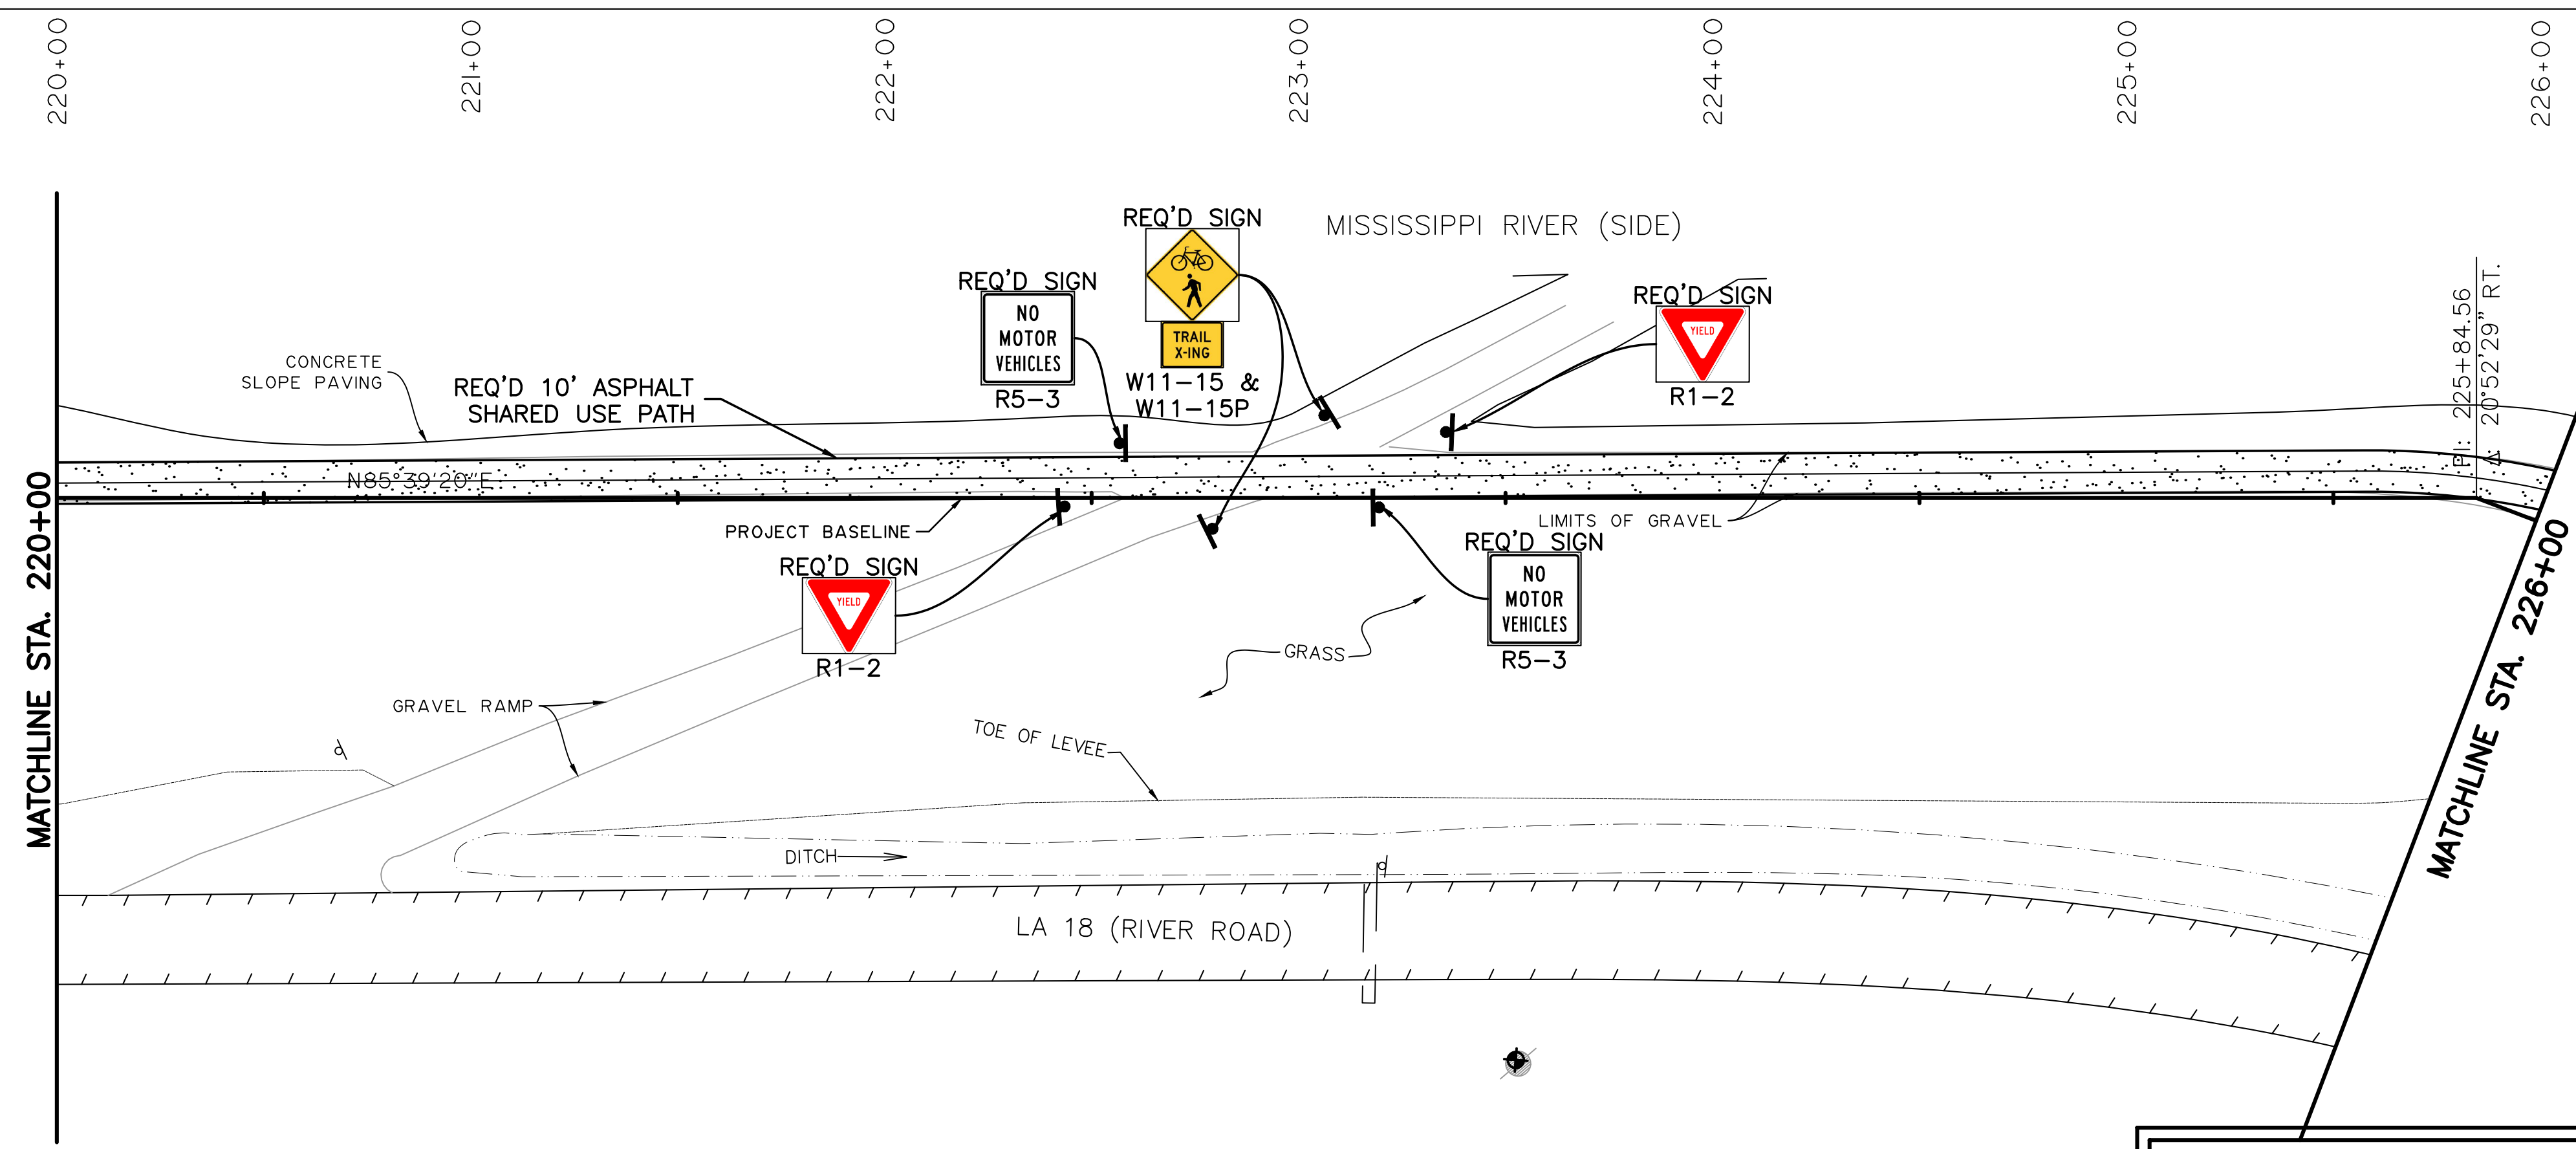 220+00
221+00
222+00
223+00
224+00
225+00
226+00
REQ'D SIGN
MISSISSIPPI RIVER (SIDE)
REQ'D SIGN
NO
MOTOR
VEHICLES
R5-3
TRAIL
X-ING
W11-15 &
W11-15P
REQ'D SIGN
YIELD
R1-2
PI: 225+84.56
Δ 20°52'29" RT.
CONCRETE
SLOPE PAVING
REQ'D 10' ASPHALT
SHARED USE PATH
N85°39'20"E
PROJECT BASELINE
LIMITS OF GRAVEL
REQ'D SIGN
YIELD
R1-2
REQ'D SIGN
NO
MOTOR
VEHICLES
R5-3
MATCHLINE STA. 220+00
MATCHLINE STA. 226+00
GRASS
GRAVEL RAMP
TOE OF LEVEE
DITCH
LA 18 (RIVER ROAD)